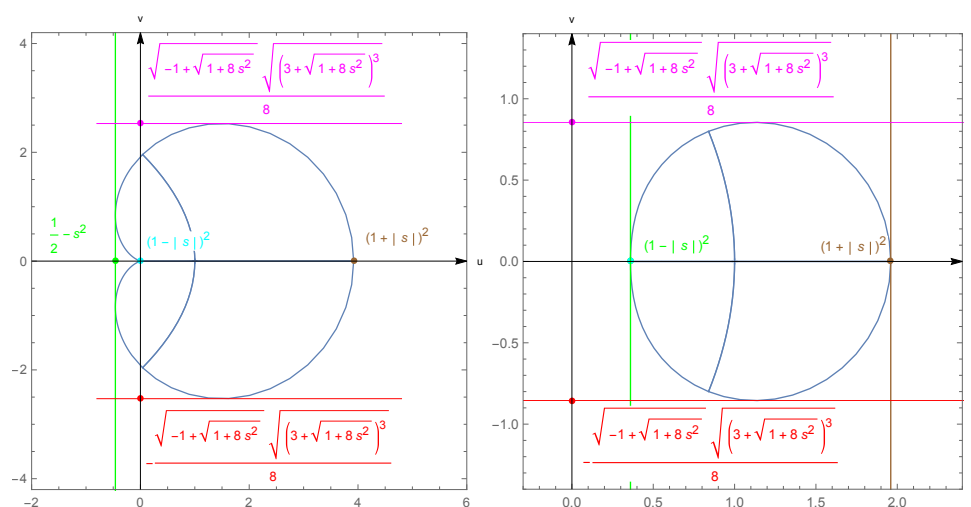 v
4
2
0
−2
−4
−2
0
2
4
6
u
√(-1+√(1+8 s²)) √((3+√(1+8 s²))³)
8
1/2 − s²
(1−| s |)²
(1+| s |)²
-√(-1+√(1+8 s²)) √((3+√(1+8 s²))³)
8
v
1.0
0.5
0.0
−0.5
−1.0
0.0
0.5
1.0
1.5
2.0
u
√(-1+√(1+8 s²)) √((3+√(1+8 s²))³)
8
(1−| s |)²
(1+| s |)²
-√(-1+√(1+8 s²)) √((3+√(1+8 s²))³)
8